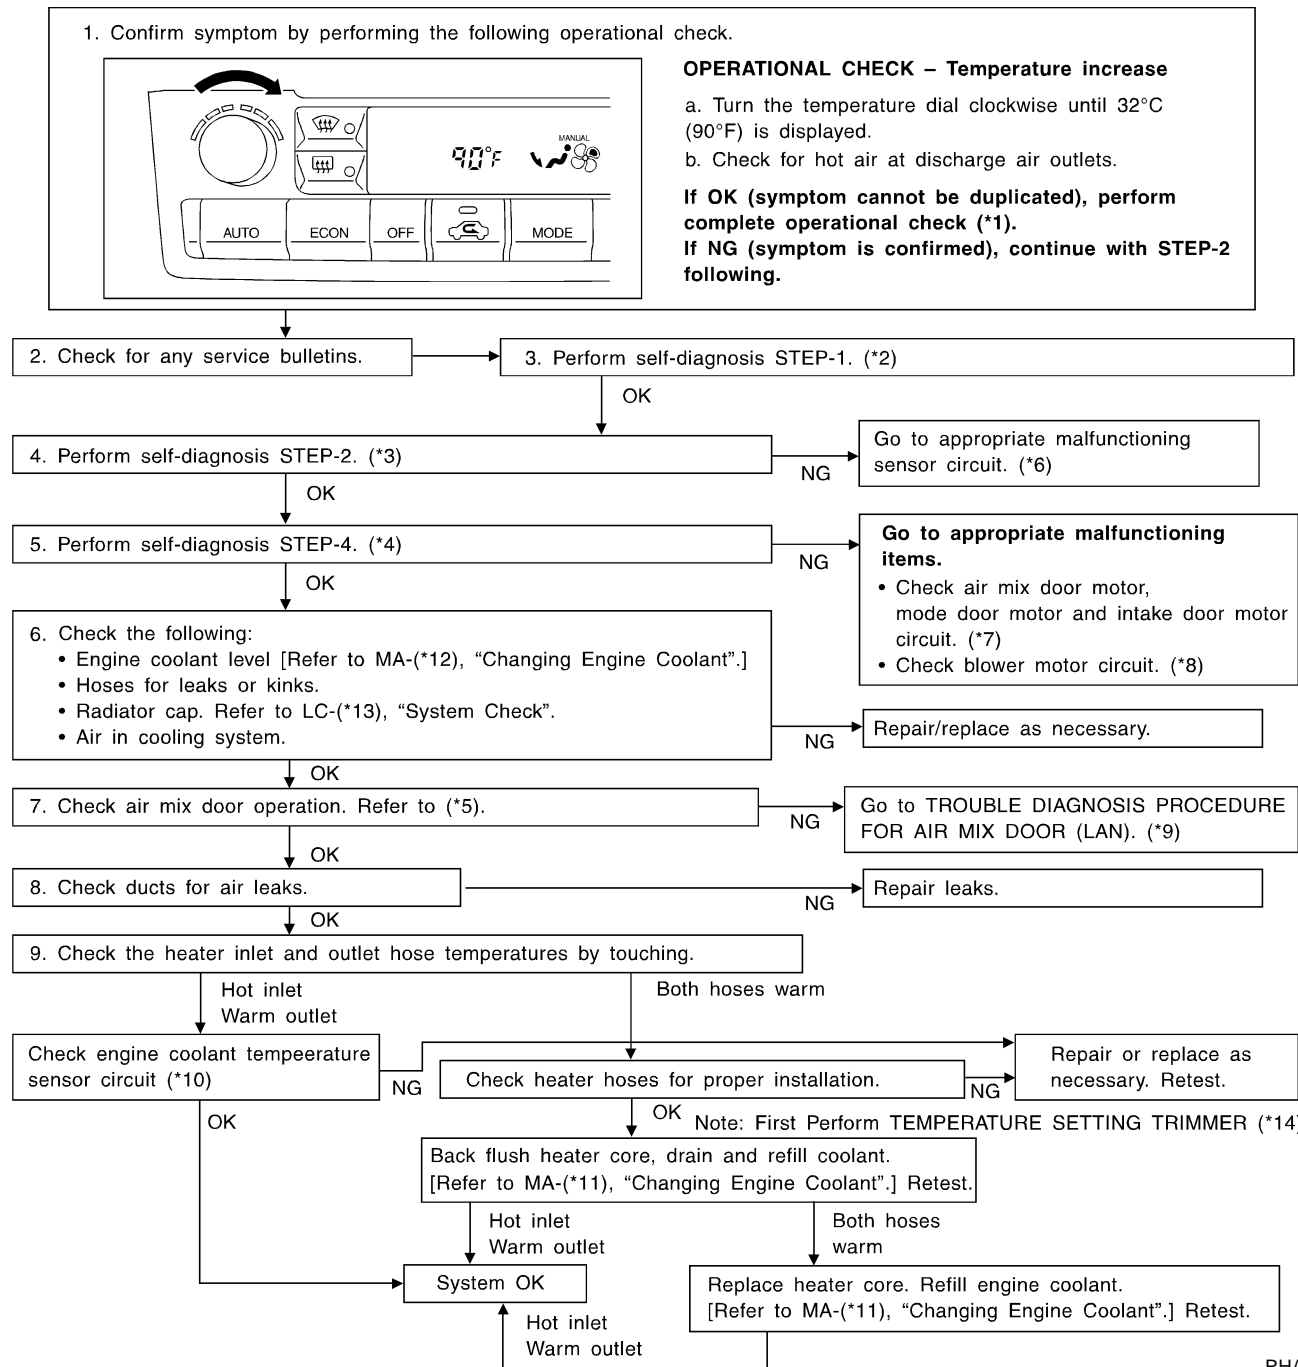 1. Confirm symptom by performing the following operational check.
MANUAL
90°F
AUTO
ECON
OFF
MODE
OPERATIONAL CHECK – Temperature increase
a. Turn the temperature dial clockwise until 32°C
(90°F) is displayed.
b. Check for hot air at discharge air outlets.
If OK (symptom cannot be duplicated), perform
complete operational check (*1).
If NG (symptom is confirmed), continue with STEP-2
following.
2. Check for any service bulletins.
3. Perform self-diagnosis STEP-1. (*2)
OK
4. Perform self-diagnosis STEP-2. (*3)
NG
Go to appropriate malfunctioning
sensor circuit. (*6)
OK
5. Perform self-diagnosis STEP-4. (*4)
NG
Go to appropriate malfunctioning
items.
• Check air mix door motor,
mode door motor and intake door motor
circuit. (*7)
• Check blower motor circuit. (*8)
OK
6. Check the following:
• Engine coolant level [Refer to MA-(*12), “Changing Engine Coolant”.]
• Hoses for leaks or kinks.
• Radiator cap. Refer to LC-(*13), “System Check”.
• Air in cooling system.
NG
Repair/replace as necessary.
OK
7. Check air mix door operation. Refer to (*5).
NG
Go to TROUBLE DIAGNOSIS PROCEDURE
FOR AIR MIX DOOR (LAN). (*9)
OK
8. Check ducts for air leaks.
NG
Repair leaks.
OK
9. Check the heater inlet and outlet hose temperatures by touching.
Hot inlet
Warm outlet
Both hoses warm
Check engine coolant tempeerature
sensor circuit (*10)
NG
Check heater hoses for proper installation.
NG
Repair or replace as
necessary. Retest.
OK
OK
Note: First Perform TEMPERATURE SETTING TRIMMER (*14)
Back flush heater core, drain and refill coolant.
[Refer to MA-(*11), “Changing Engine Coolant”.] Retest.
Hot inlet
Warm outlet
Both hoses
warm
System OK
Replace heater core. Refill engine coolant.
[Refer to MA-(*11), “Changing Engine Coolant”.] Retest.
Hot inlet
Warm outlet